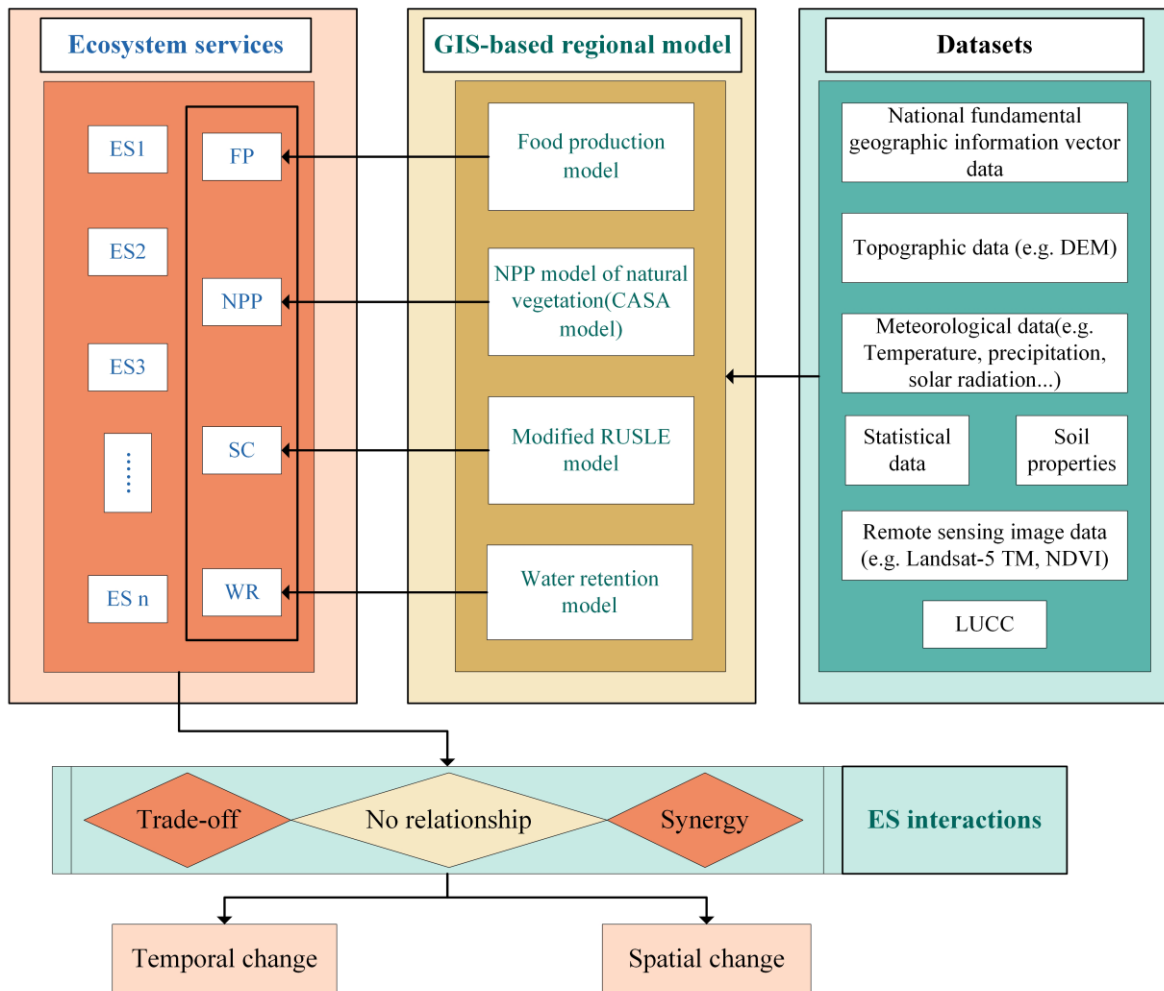 Ecosystem services
ES1
ES2
ES3
......
ES n
FP
NPP
SC
WR
GIS-based regional model
Food production
model
NPP model of natural
vegetation(CASA
model)
Modified RUSLE
model
Water retention
model
Datasets
National fundamental
geographic information vector
data
Topographic data (e.g. DEM)
Meteorological data(e.g.
Temperature, precipitation,
solar radiation...)
Statistical
data
Soil
properties
Remote sensing image data
(e.g. Landsat-5 TM, NDVI)
LUCC
Trade-off
No relationship
Synergy
ES interactions
Temporal change
Spatial change